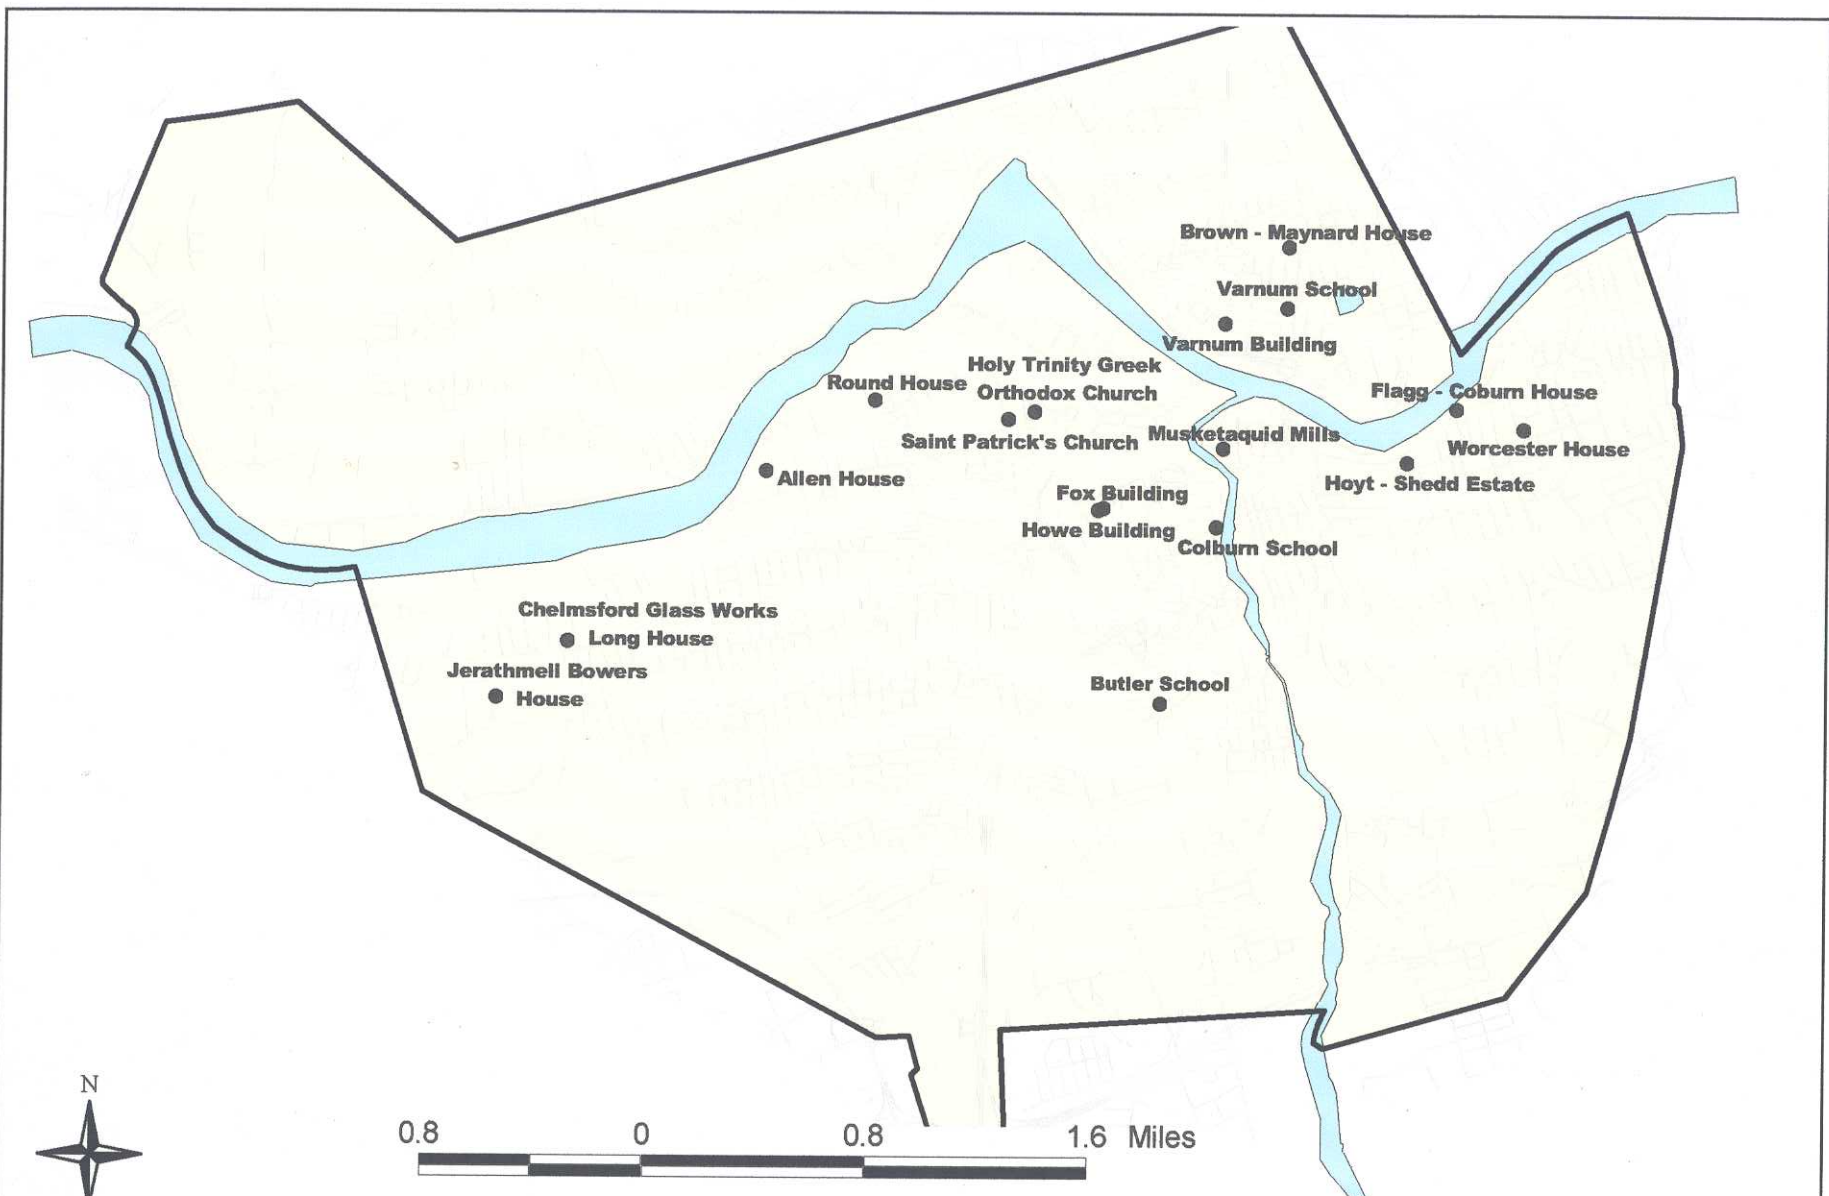 Brown - Maynard House
Varnum School
Varnum Building
Holy Trinity Greek
Orthodox Church
Round House
Flagg - Coburn House
Saint Patrick's Church
Musketaquid Mills
Worcester House
Allen House
Hoyt - Shedd Estate
Fox Building
Howe Building
Colburn School
Chelmsford Glass Works
Long House
Jerathmell Bowers
House
Butler School
N
0.8 0 0.8 1.6 Miles